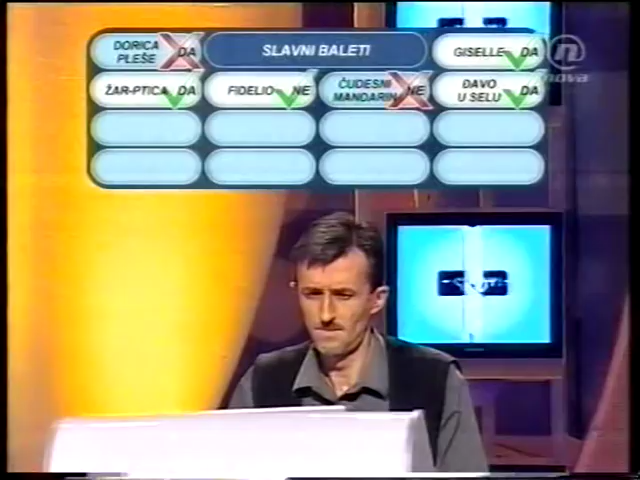 DORICA
PLEŠE DA
SLAVNI BALETI
GISELLE DA
nova
ŽAR-PTICA DA
FIDELIO NE
ČUDESNI
MANDARIN NE
ĐAVO
U SELU DA